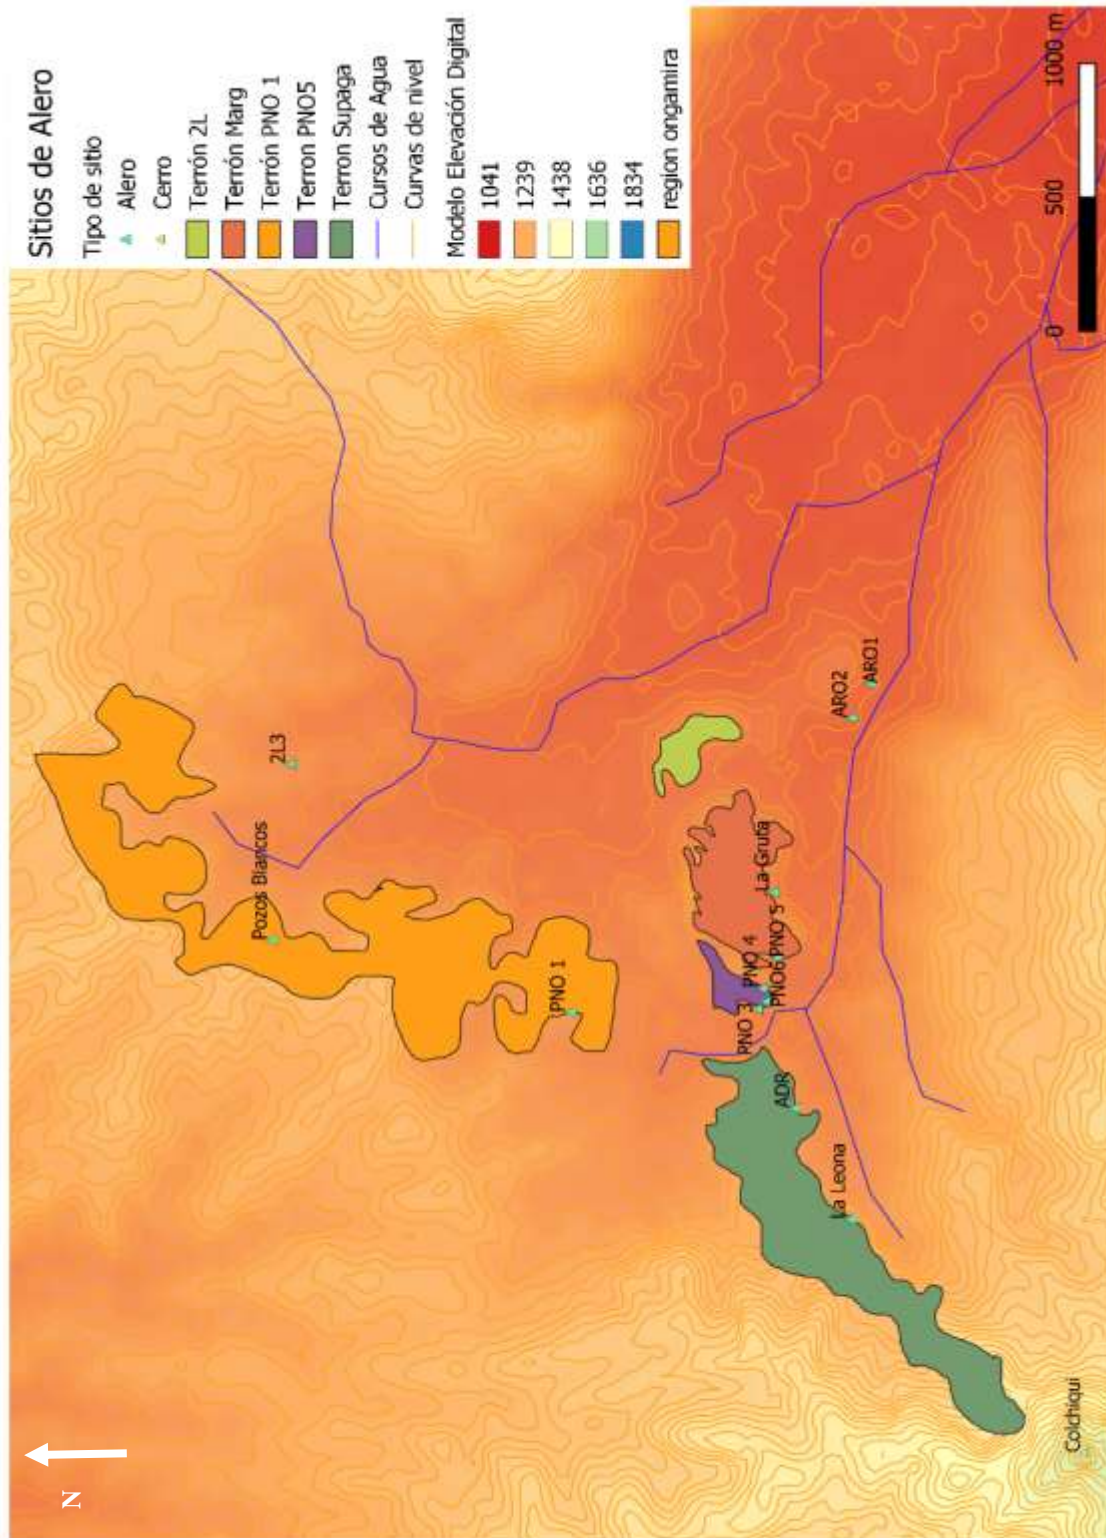 Sitios de Alero
Tipo de sitio
Alero
Cerro
Terrón 2L
Terrón Marg
Terrón PNO 1
Terron PNO5
Terron Supaga
Cursos de Agua
Curvas de nivel
Modelo Elevación Digital
1041
1239
1438
1636
1834
region ongamira
0 500 1000 m
N
2L3
Pozos Blancos
PNO 1
La Gruta
PNO 5
PNO 4
PNO6
PNO 3
ADR
La Leona
ARO2
ARO1
Colchiqui